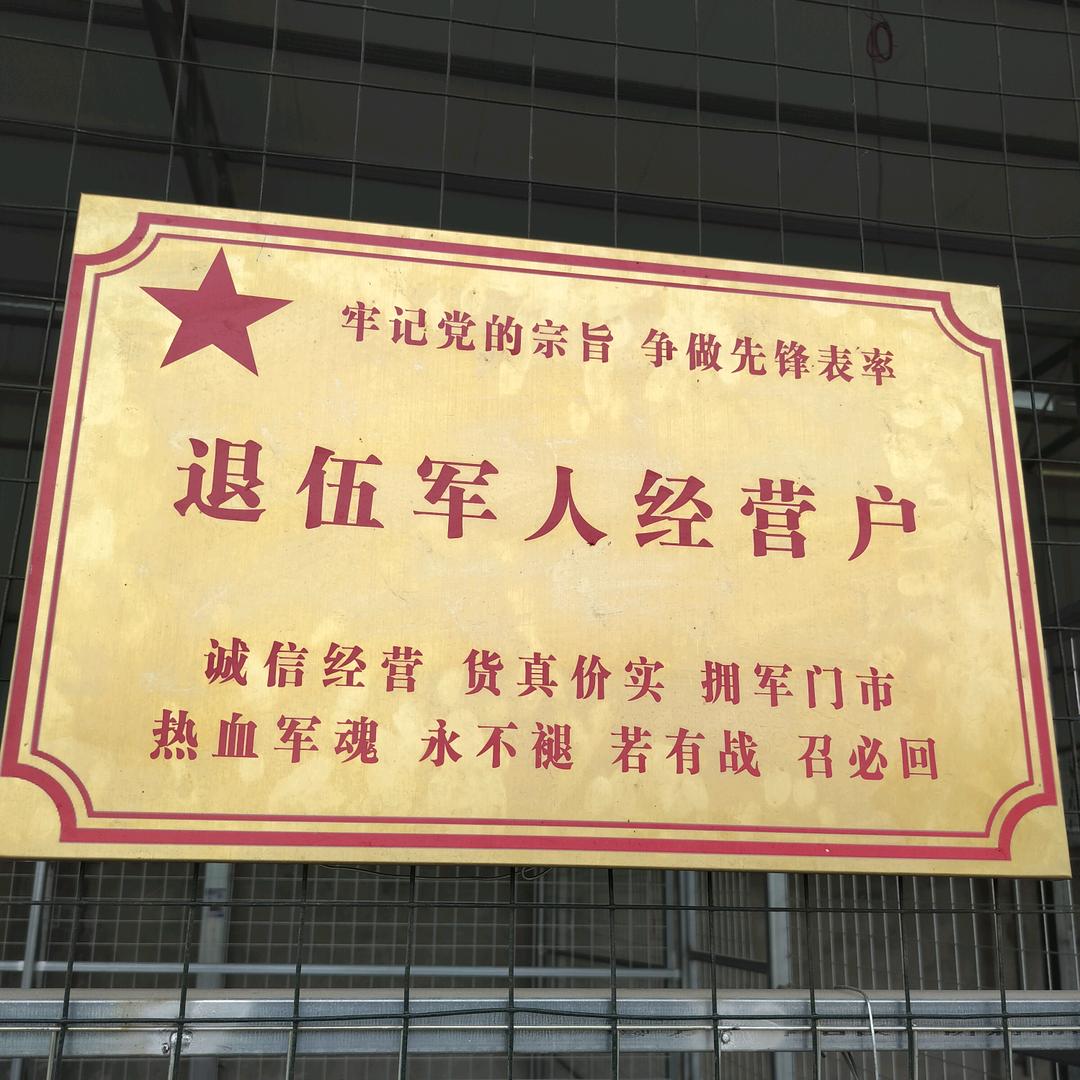 牢记党的宗旨 争做先锋表率
退伍军人经营户
诚信经营 货真价实 拥军门市
热血军魂 永不褪 若有战 召必回